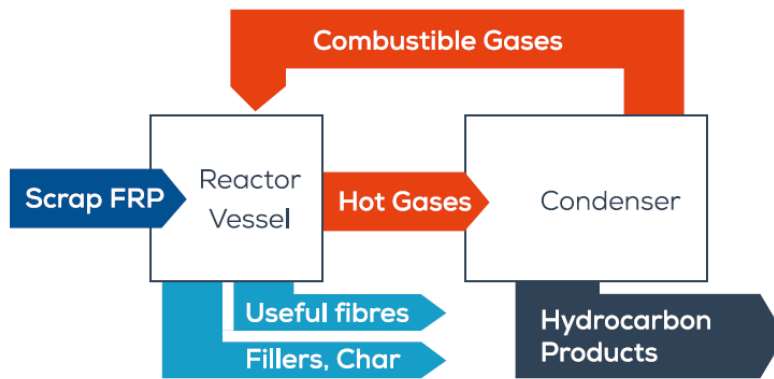 Combustible Gases
Scrap FRP
Reactor
Vessel
Hot Gases
Condenser
Useful fibres
Fillers, Char
Hydrocarbon
Products